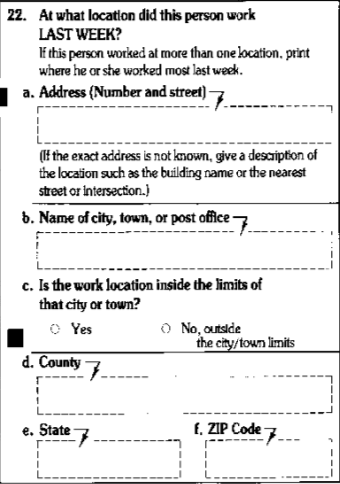 22. At what location did this person work
LAST WEEK?
If this person worked at more than one location, print
where he or she worked most last week.
a. Address (Number and street)
(If the exact address is not known, give a description of
the location such as the building name or the nearest
street or intersection.)
b. Name of city, town, or post office
c. Is the work location inside the limits of
that city or town?
Yes No, outside
the city/town limits
d. County
e. State f. ZIP Code